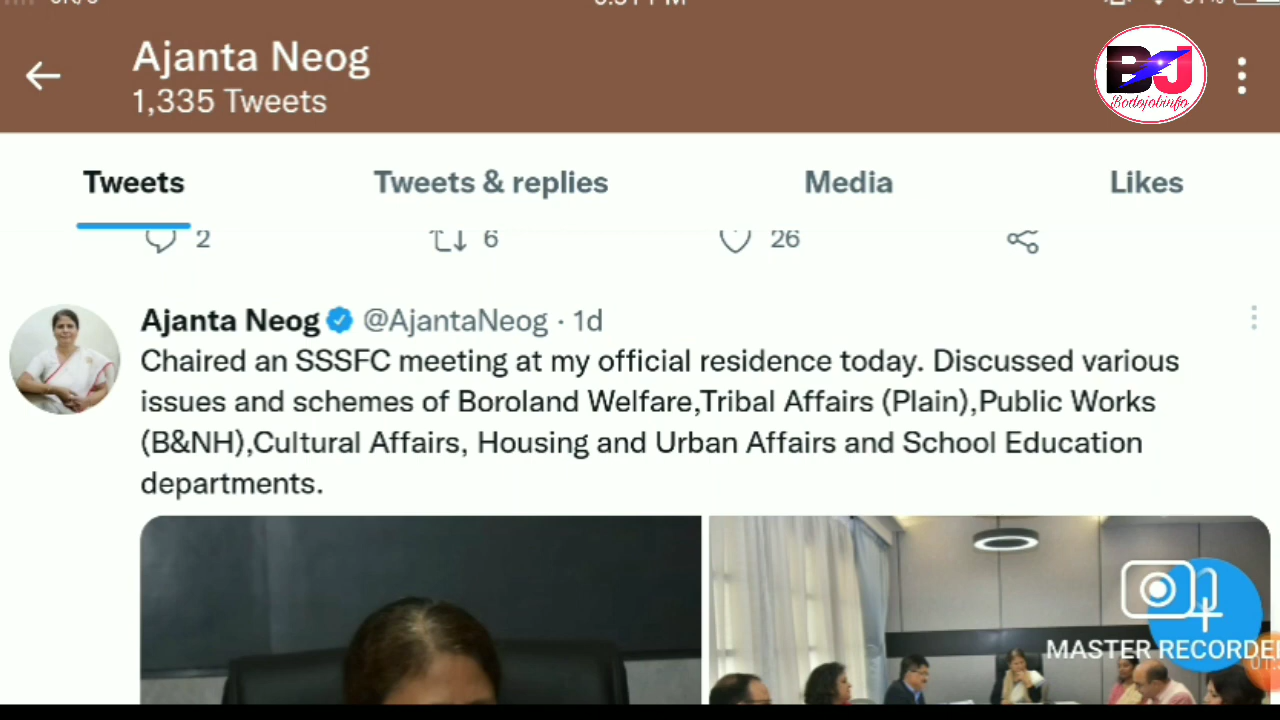 Ajanta Neog
1,335 Tweets
BJ
Bodojobinfo
Tweets Tweets & replies Media Likes
2 6 26
Ajanta Neog @AjantaNeog · 1d
Chaired an SSSFC meeting at my official residence today. Discussed various
issues and schemes of Boroland Welfare,Tribal Affairs (Plain),Public Works
(B&NH),Cultural Affairs, Housing and Urban Affairs and School Education
departments.
MASTER RECORDER